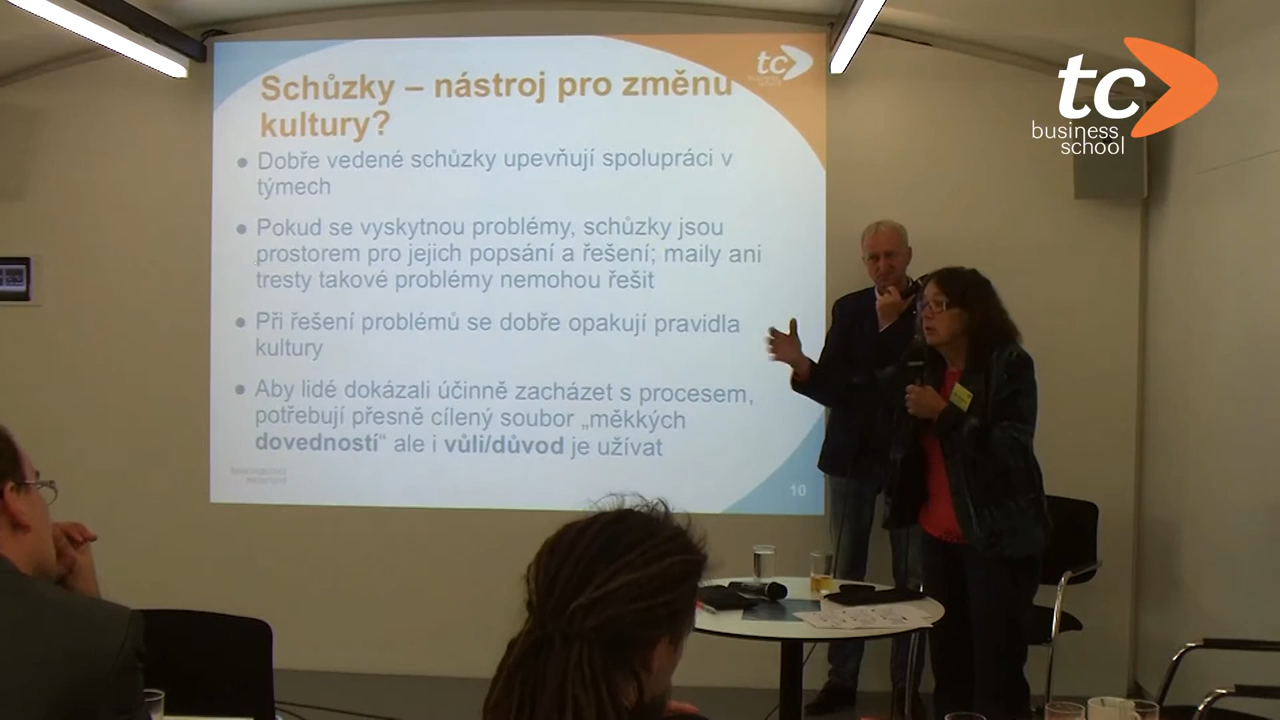 Schůzky – nástroj pro změnu
kultury?
tc
business
school
tc
business
school
Dobře vedené schůzky upevňují spolupráci v
týmech
Pokud se vyskytnou problémy, schůzky jsou
prostorem pro jejich popsání a řešení; maily ani
tresty takové problémy nemohou řešit
Při řešení problémů se dobře opakují pravidla
kultury
Aby lidé dokázali účinně zacházet s procesem,
potřebují přesně cílený soubor „měkkých
dovedností“ ale i vůli/důvod je užívat
10